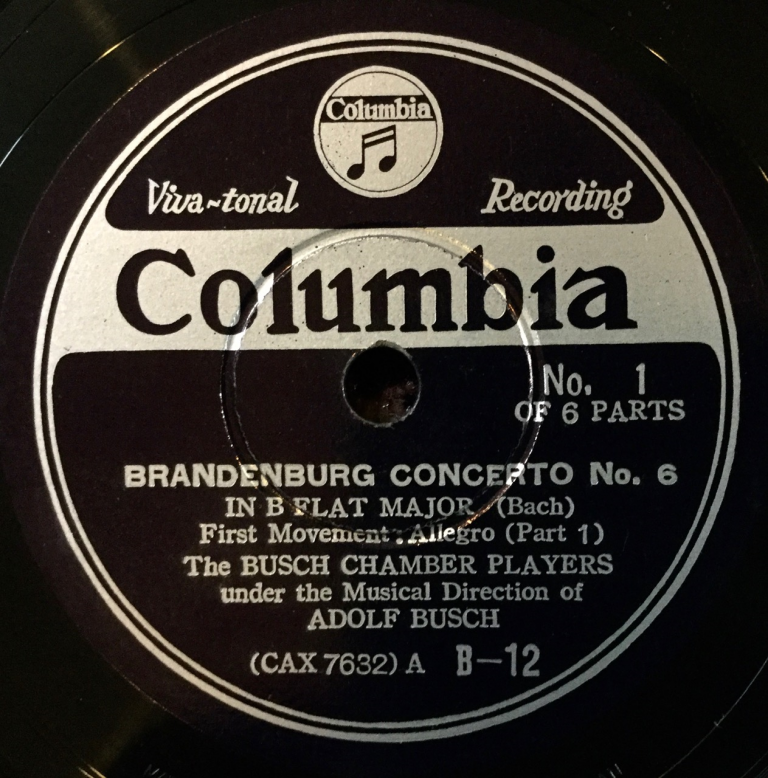 Columbia
Viva-tonal Recording
Columbia
No. 1
OF 6 PARTS
BRANDENBURG CONCERTO No. 6
IN B FLAT MAJOR (Bach)
First Movement : Allegro (Part 1)
The BUSCH CHAMBER PLAYERS
under the Musical Direction of
ADOLF BUSCH
(CAX 7632) A B—12